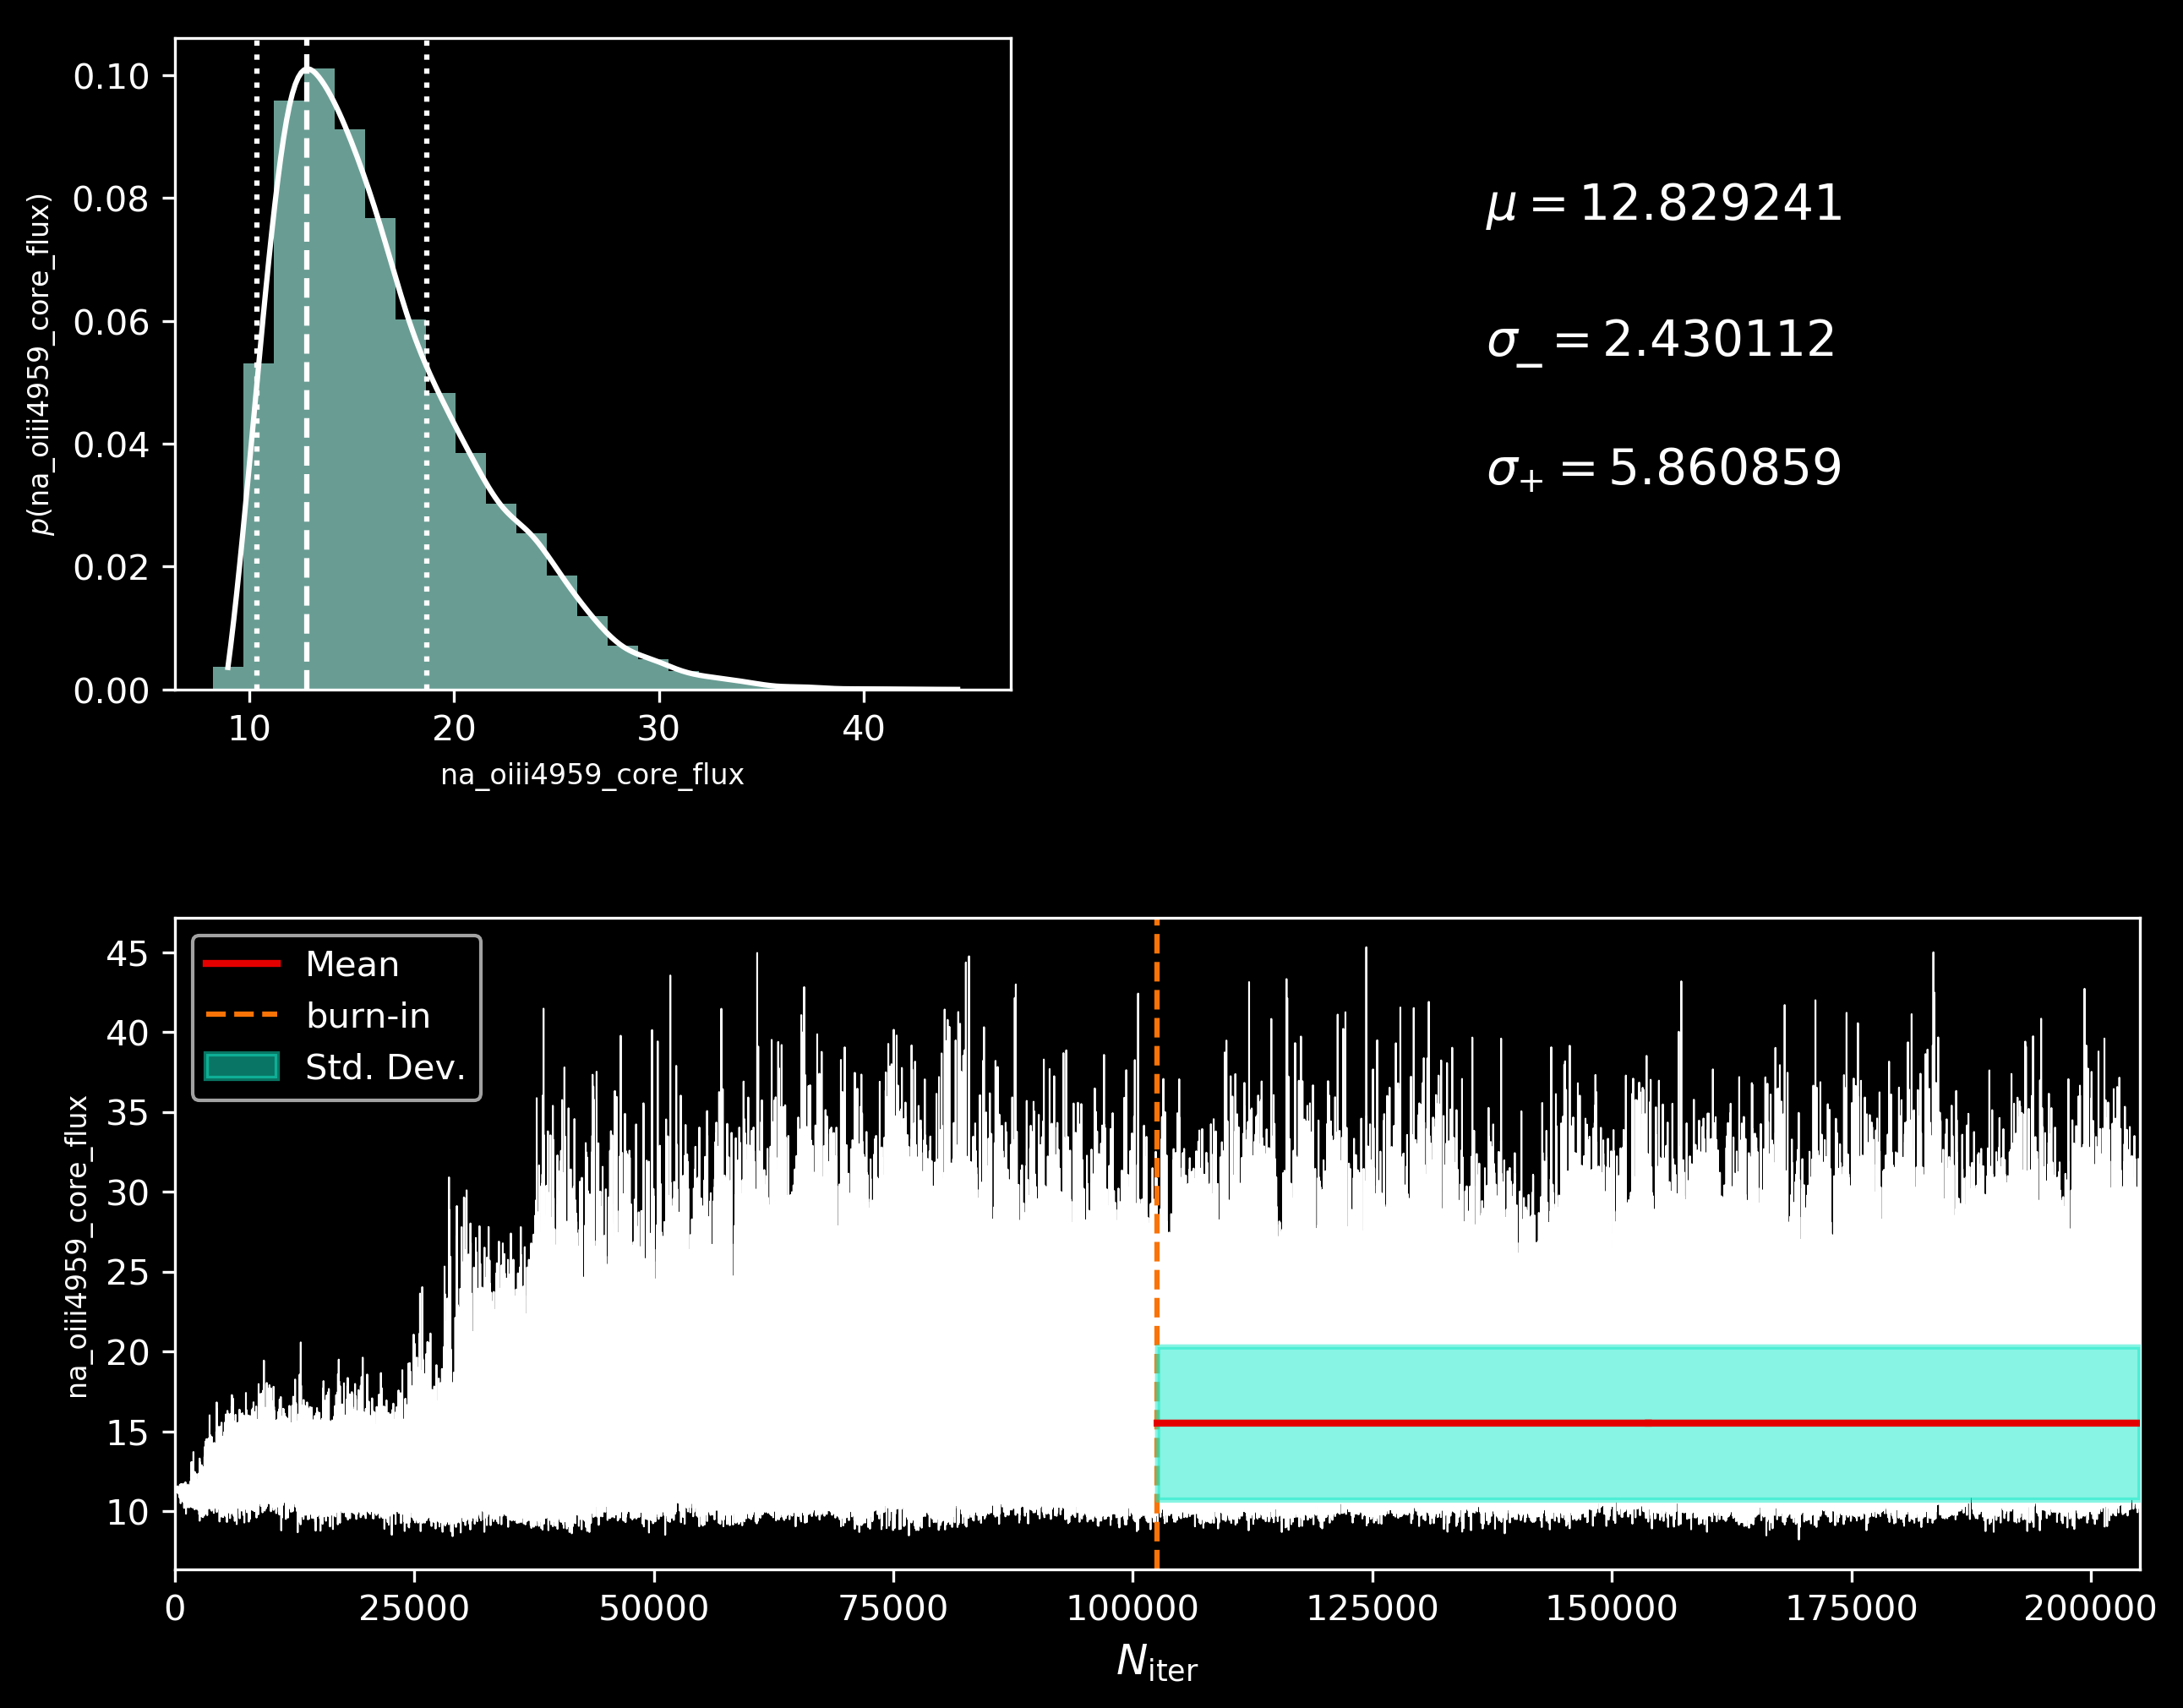 0.10
0.08
0.06
0.04
0.02
0.00
p(na_oiii4959_core_flux)
10 20 30 40
na_oiii4959_core_flux
μ = 12.829241
σ_ = 2.430112
σ+ = 5.860859
45
40
35
30
25
20
15
10
na_oiii4959_core_flux
Mean
burn-in
Std. Dev.
0 25000 50000 75000 100000 125000 150000 175000 200000
Niter